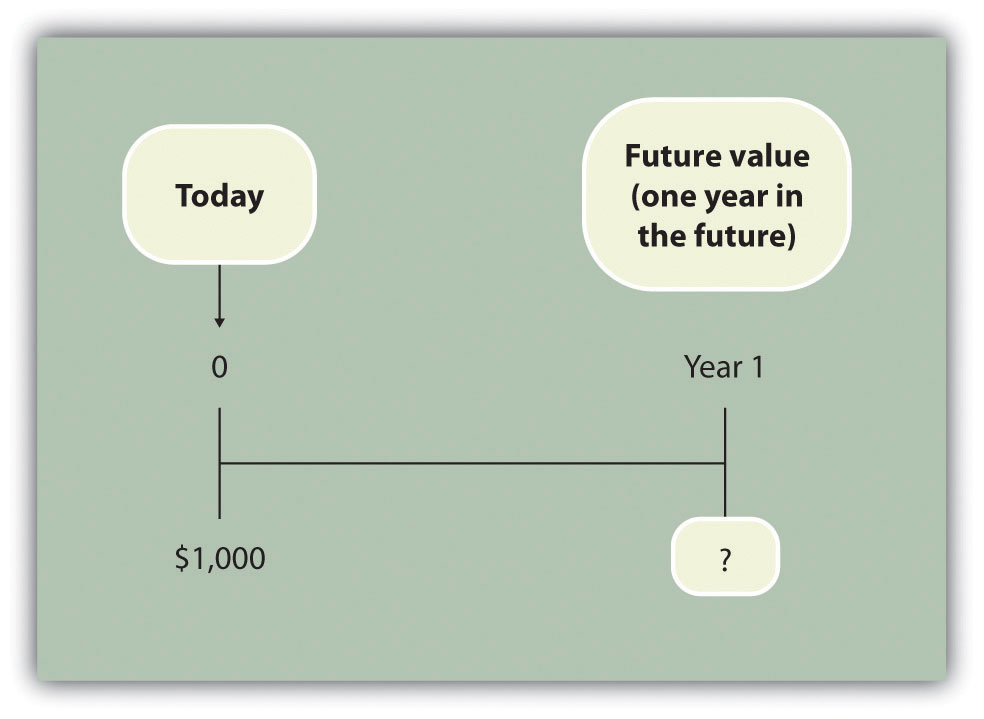 Today
Future value
(one year in
the future)
0
Year 1
$1,000
?